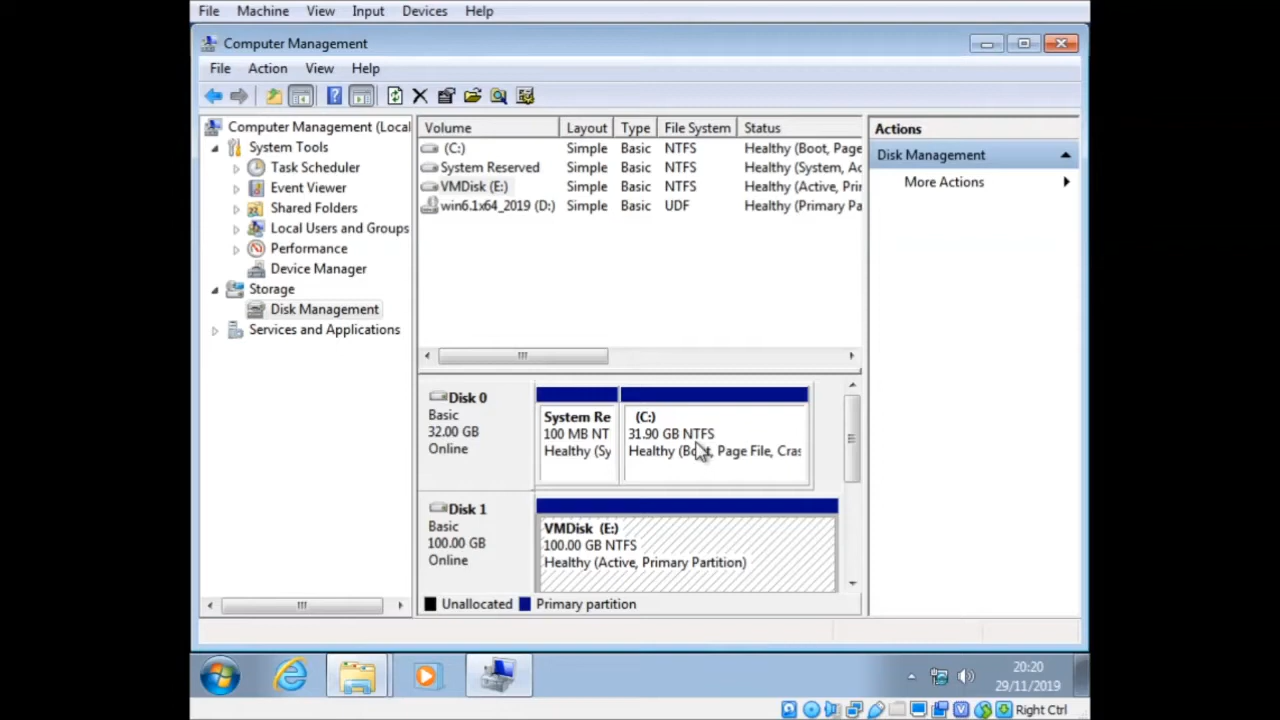 File Machine View Input Devices Help
Computer Management
File Action View Help
Computer Management (Local
System Tools
Task Scheduler
Event Viewer
Shared Folders
Local Users and Groups
Performance
Device Manager
Storage
Disk Management
Services and Applications
Volume Layout Type File System Status
(C:) Simple Basic NTFS Healthy (Boot, Page
System Reserved Simple Basic NTFS Healthy (System, Ac
VMDisk (E:) Simple Basic NTFS Healthy (Active, Pri
win6.1x64_2019 (D:) Simple Basic UDF Healthy (Primary Pa
Disk 0
Basic
32.00 GB
Online
System Re
100 MB NT
Healthy (Sy
(C:)
31.90 GB NTFS
Healthy (Boot, Page File, Cras
Disk 1
Basic
100.00 GB
Online
VMDisk (E:)
100.00 GB NTFS
Healthy (Active, Primary Partition)
Unallocated Primary partition
Actions
Disk Management
More Actions
20:20
29/11/2019
Right Ctrl